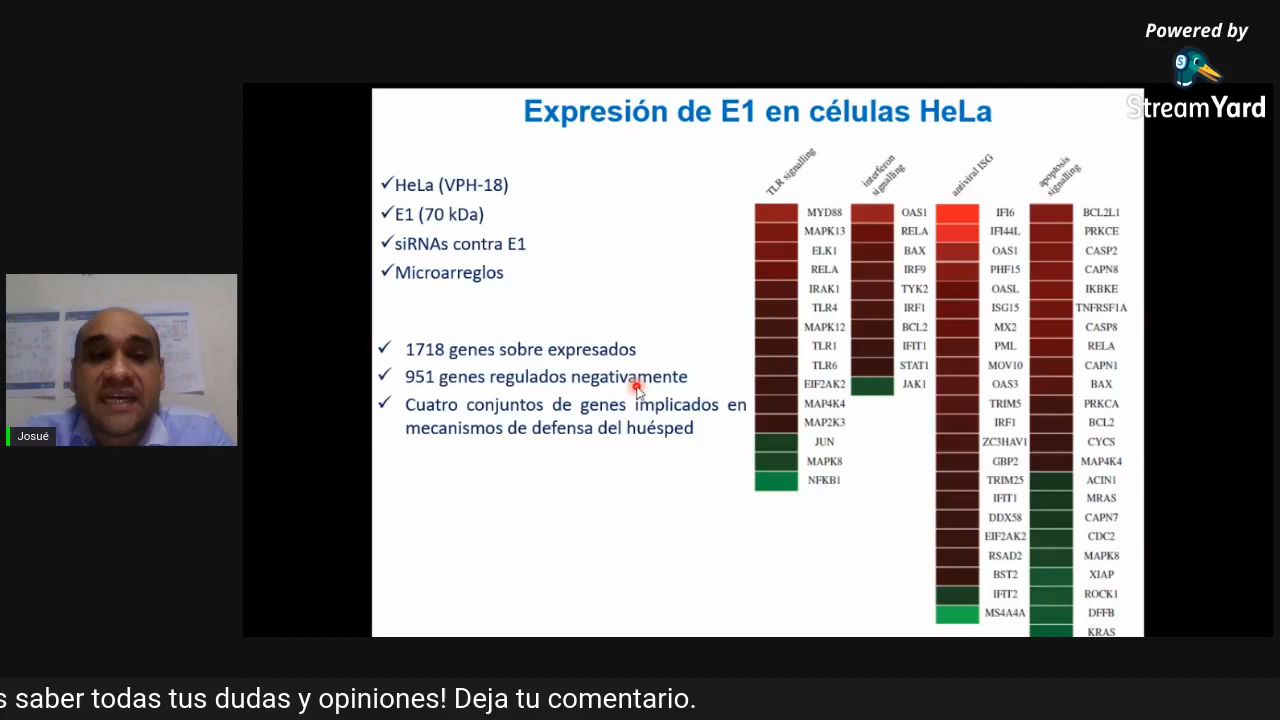 Powered by
StreamYard
Expresión de E1 en células HeLa
✓HeLa (VPH-18)
✓E1 (70 kDa)
✓siRNAs contra E1
✓Microarreglos
✓ 1718 genes sobre expresados
✓ 951 genes regulados negativamente
✓ Cuatro conjuntos de genes implicados en
mecanismos de defensa del huésped
TLR signalling
MYD88
MAPK13
ELK1
RELA
IRAK1
TLR4
MAPK12
TLR1
TLR6
EIF2AK2
MAP4K4
MAP2K3
JUN
MAPK8
NFKB1
interferon
signalling
OAS1
RELA
BAX
IRF9
TYK2
IRF1
BCL2
IFIT1
STAT1
JAK1
antiviral ISG
IFI6
IFI44L
OAS1
PHF15
OASL
ISG15
MX2
PML
MOV10
OAS3
TRIM5
IRF1
ZC3HAV1
GBP2
TRIM25
IFIT1
DDX58
EIF2AK2
RSAD2
BST2
IFIT2
MS4A4A
apoptosis
signalling
BCL2L1
PRKCE
CASP2
CAPN8
IKBKE
TNFRSF1A
CASP8
RELA
CAPN1
BAX
PRKCA
BCL2
CYCS
MAP4K4
ACIN1
MRAS
CAPN7
CDC2
MAPK8
XIAP
ROCK1
DFFB
KRAS
Josué
s saber todas tus dudas y opiniones! Deja tu comentario.